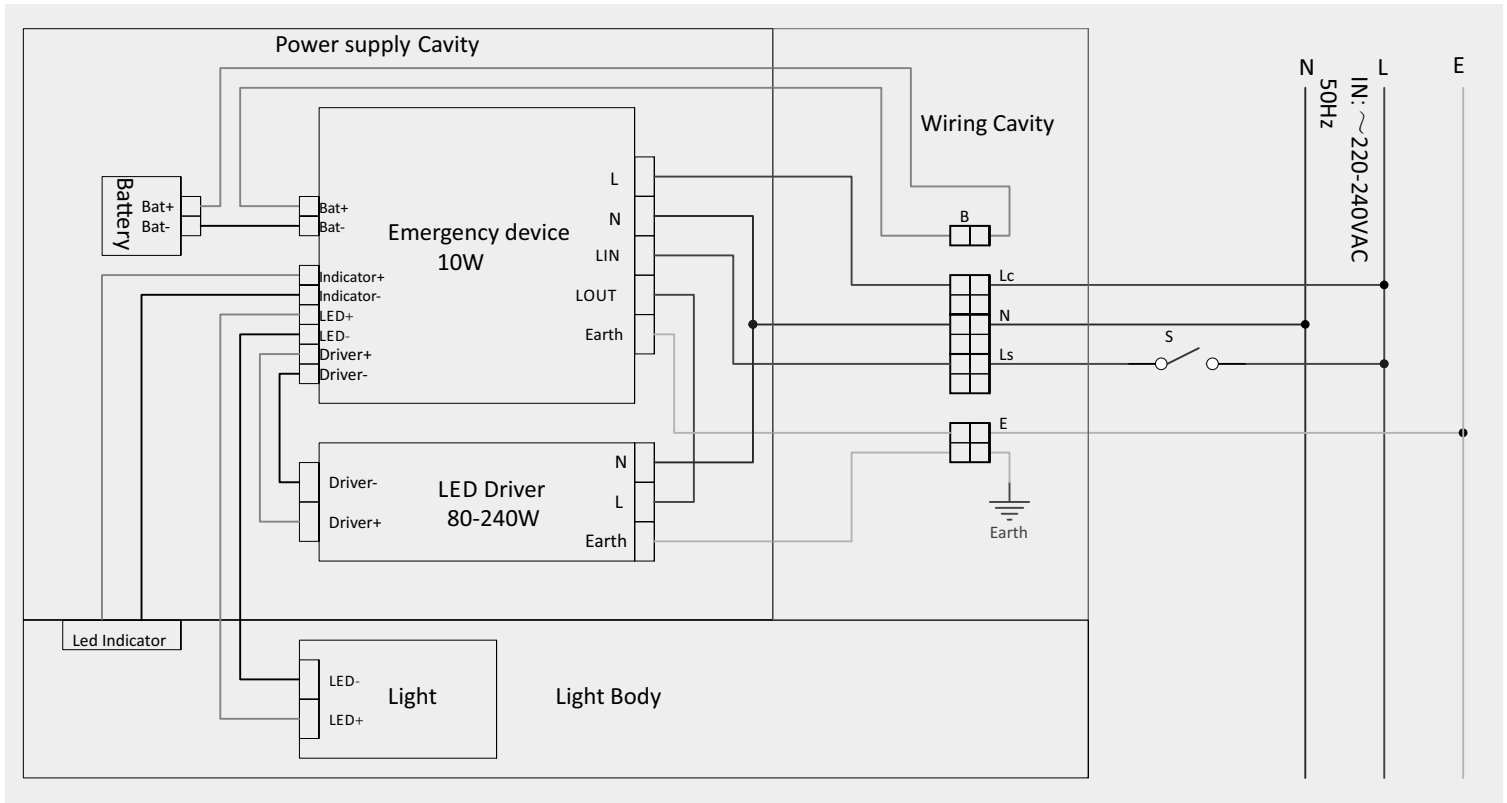 Power supply Cavity
Wiring Cavity
N
L
E
IN: ～220-240VAC
50Hz
Battery
Bat+
Bat-
Bat+
Bat-
Indicator+
Indicator-
LED+
LED-
Driver+
Driver-
Emergency device
10W
L
N
LIN
LOUT
Earth
B
Lc
N
Ls
S
E
Earth
Driver-
Driver+
LED Driver
80-240W
N
L
Earth
Led Indicator
LED-
LED+
Light
Light Body